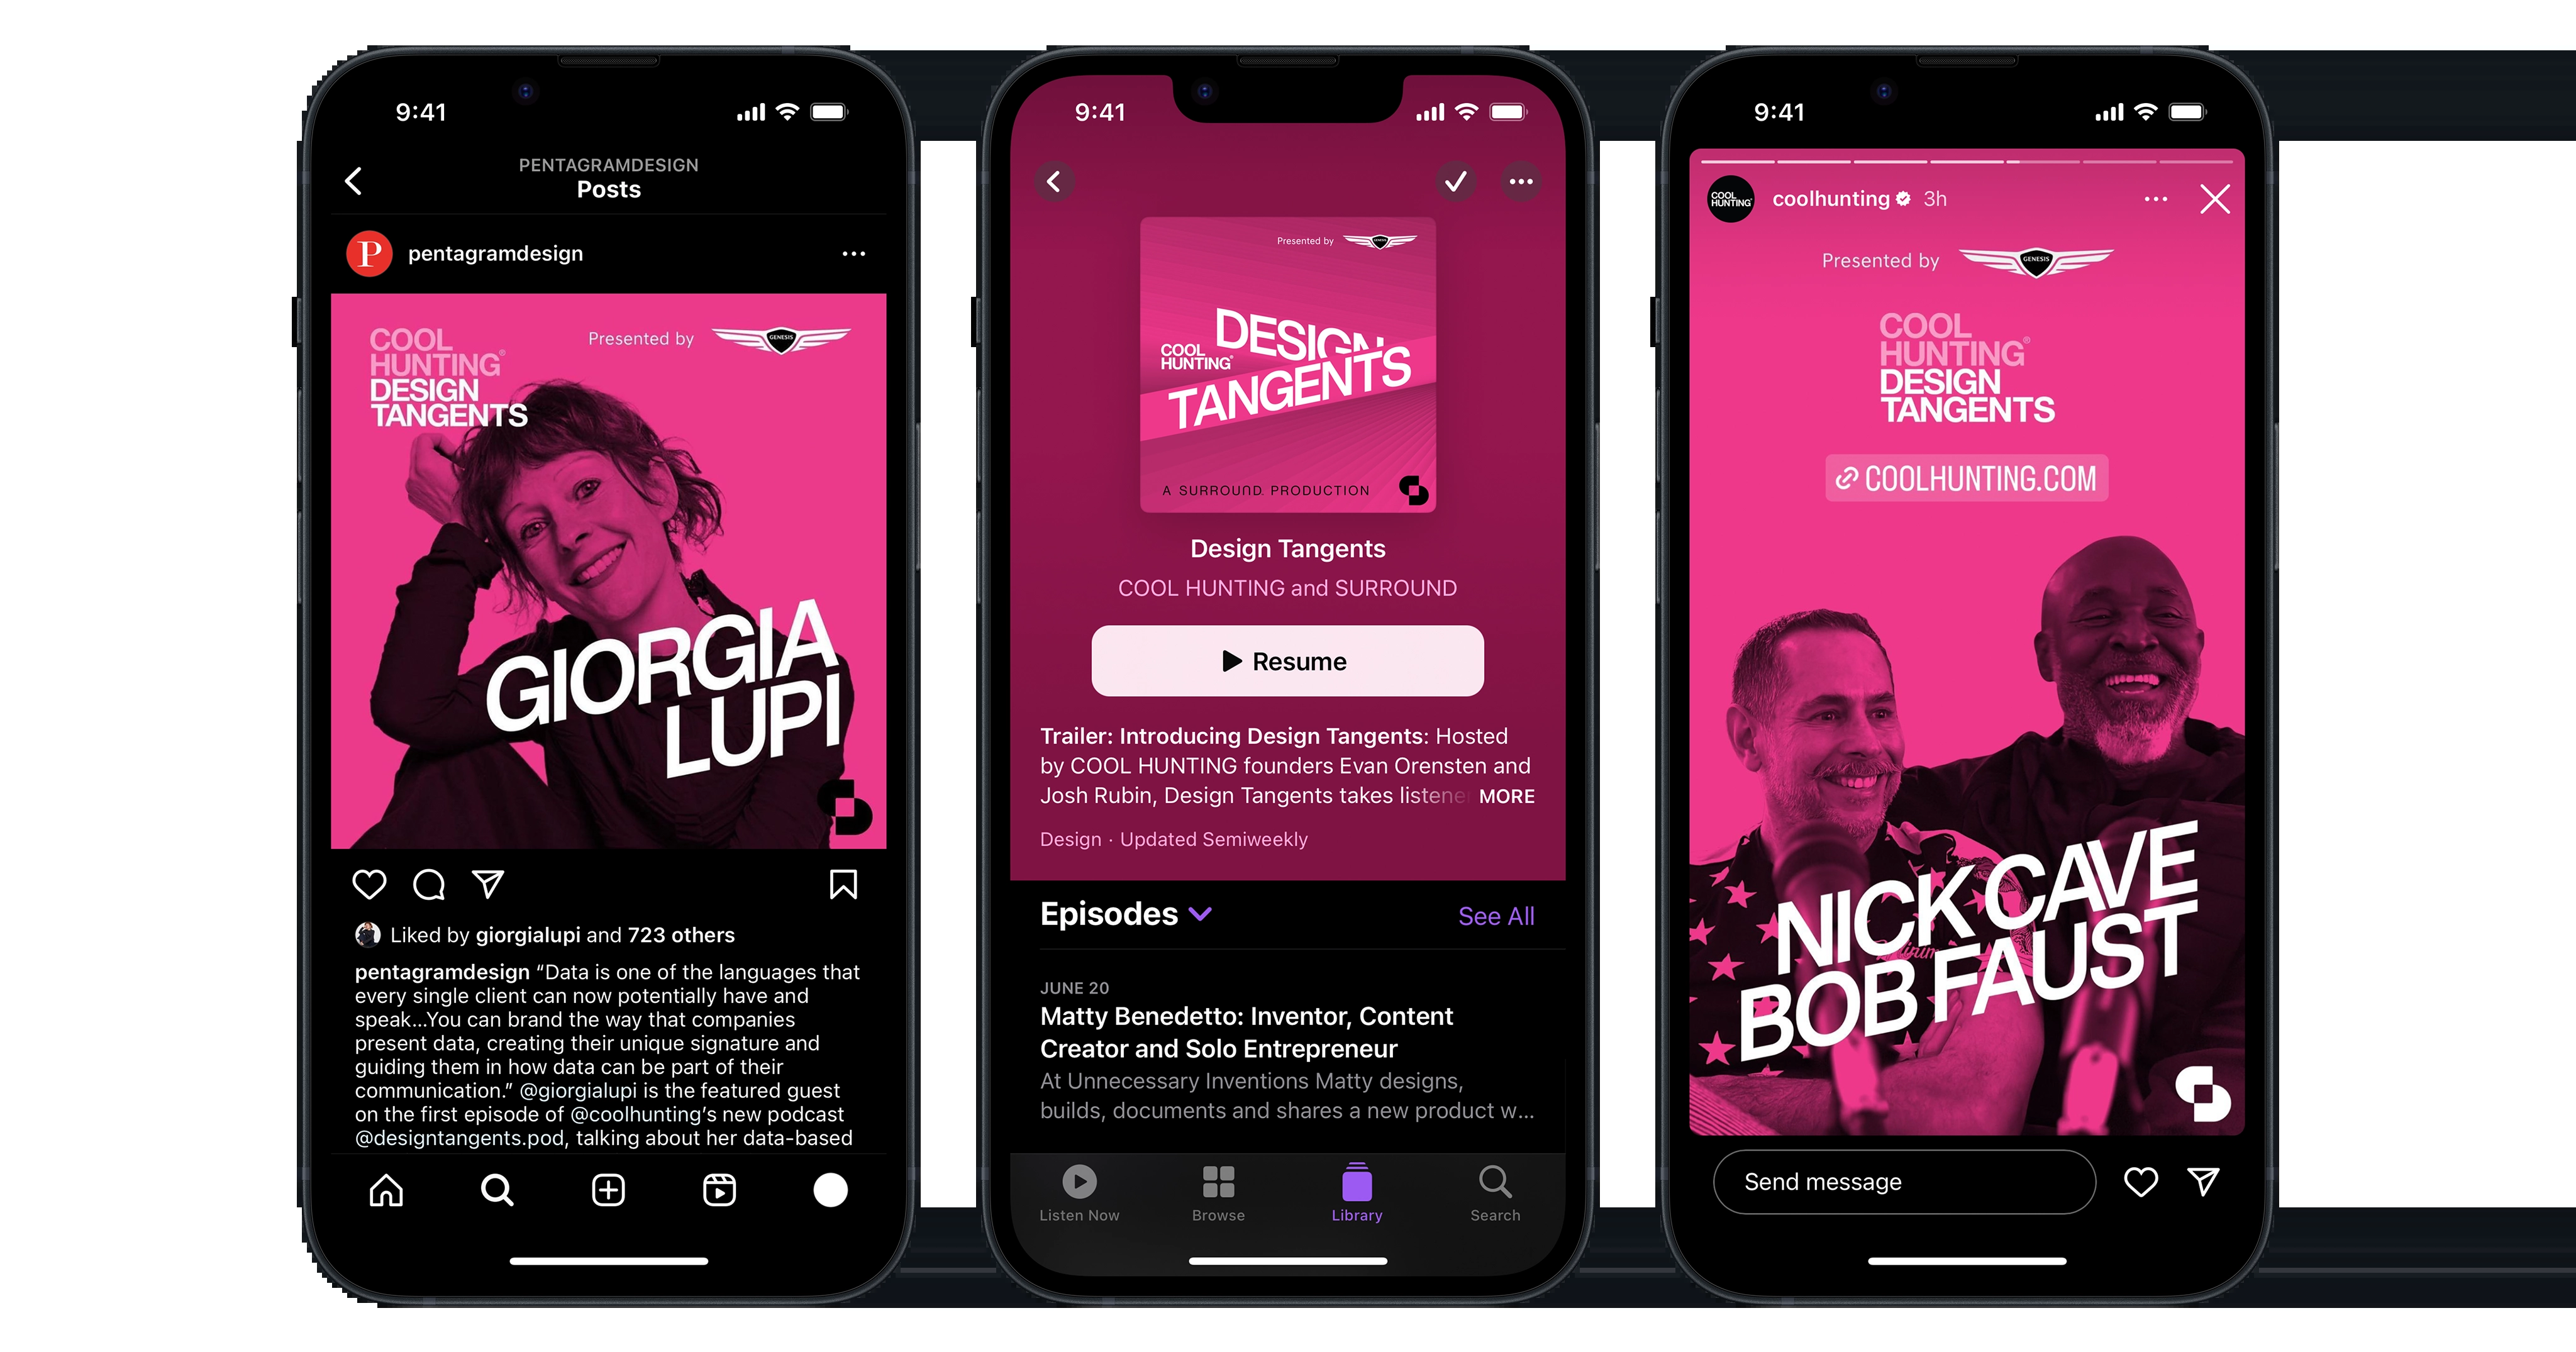 9:41
PENTAGRAMDESIGN
Posts
P
pentagramdesign
COOL
HUNTING®
DESIGN
TANGENTS
Presented by
GENESIS
GIORGIA
LUPI
Liked by giorgialupi and 723 others
pentagramdesign “Data is one of the languages that
every single client can now potentially have and
speak...You can brand the way that companies
present data, creating their unique signature and
guiding them in how data can be part of their
communication.” @giorgialupi is the featured guest
on the first episode of @coolhunting’s new podcast
@designtangents.pod, talking about her data-based
9:41
Presented by
GENESIS
COOL
HUNTING®
DESIGN
TANGENTS
A SURROUND. PRODUCTION
Design Tangents
COOL HUNTING and SURROUND
Resume
Trailer: Introducing Design Tangents: Hosted
by COOL HUNTING founders Evan Orensten and
Josh Rubin, Design Tangents takes listene MORE
Design · Updated Semiweekly
Episodes
See All
JUNE 20
Matty Benedetto: Inventor, Content
Creator and Solo Entrepreneur
At Unnecessary Inventions Matty designs,
builds, documents and shares a new product w...
Listen Now
Browse
Library
Search
9:41
COOL
HUNTING®
coolhunting 3h
Presented by
GENESIS
COOL
HUNTING®
DESIGN
TANGENTS
COOLHUNTING.COM
NICK CAVE
BOB FAUST
Send message